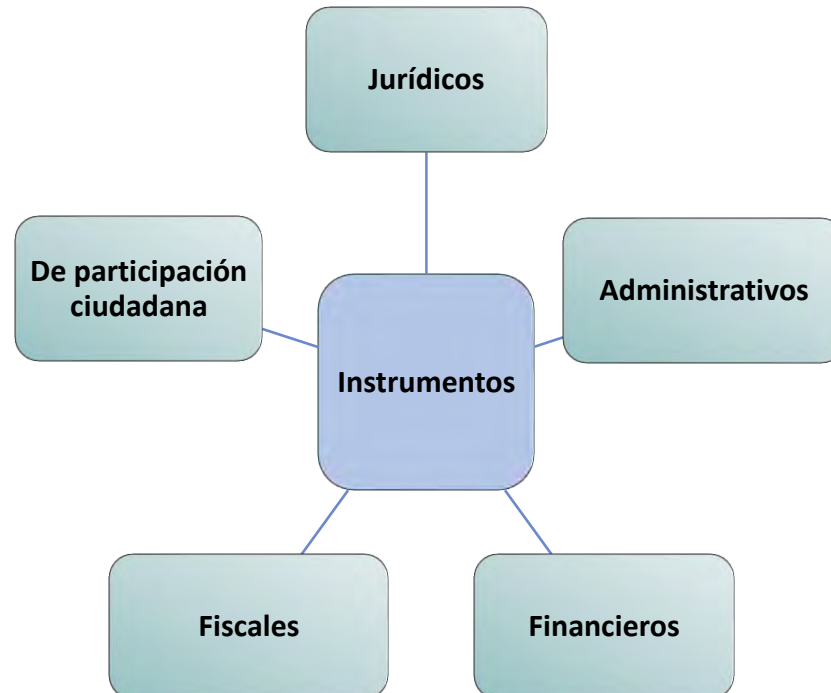 Jurídicos
De participación
ciudadana
Administrativos
Instrumentos
Fiscales
Financieros